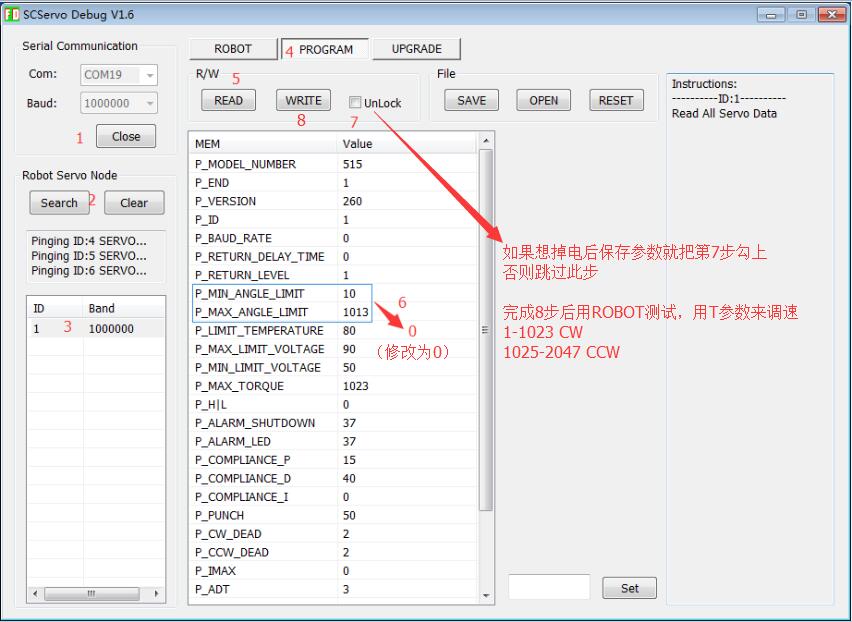 SCServo Debug V1.6
Serial Communication
Com: COM19
Baud: 1000000
1 Close
Robot Servo Node
Search 2 Clear
Pinging ID:4 SERVO...
Pinging ID:5 SERVO...
Pinging ID:6 SERVO...
ID Band
1 3 1000000
ROBOT 4 PROGRAM UPGRADE
R/W 5
READ WRITE UnLock
8 7
File
SAVE OPEN RESET
MEM Value
P_MODEL_NUMBER 515
P_END 1
P_VERSION 260
P_ID 1
P_BAUD_RATE 0
P_RETURN_DELAY_TIME 0
P_RETURN_LEVEL 1
P_MIN_ANGLE_LIMIT 10
P_MAX_ANGLE_LIMIT 1013
P_LIMIT_TEMPERATURE 80
P_MAX_LIMIT_VOLTAGE 90
P_MIN_LIMIT_VOLTAGE 50
P_MAX_TORQUE 1023
P_H|L 0
P_ALARM_SHUTDOWN 37
P_ALARM_LED 37
P_COMPLIANCE_P 15
P_COMPLIANCE_D 40
P_COMPLIANCE_I 0
P_PUNCH 50
P_CW_DEAD 2
P_CCW_DEAD 2
P_IMAX 0
P_ADT 3
6
0
（修改为0）
如果想掉电后保存参数就把第7步勾上
否则跳过此步
完成8步后用ROBOT测试，用T参数来调速
1-1023 CW
1025-2047 CCW
Set
Instructions:
----------ID:1----------
Read All Servo Data